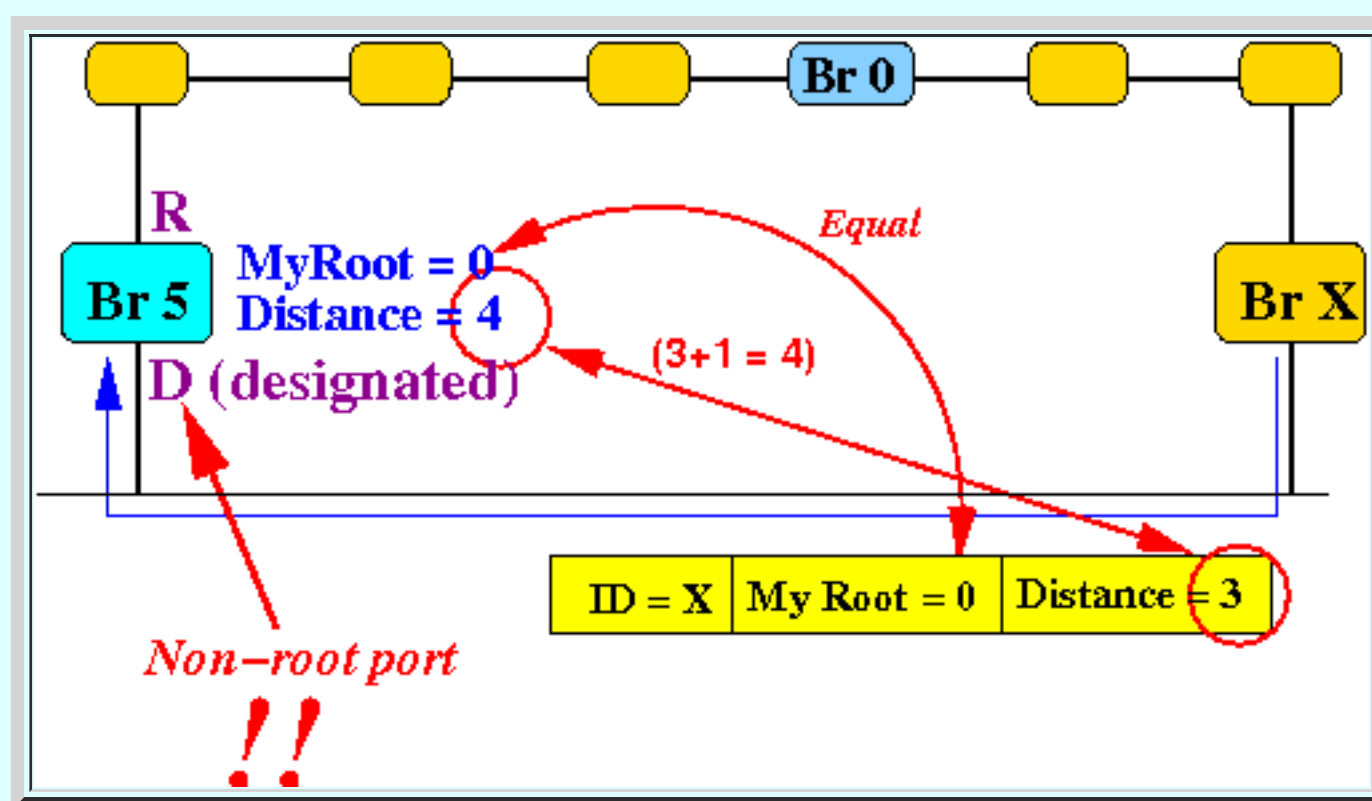 Br 0
R
Equal
MyRoot = 0
Br 5
Distance = 4
Br X
(3+1 = 4)
D (designated)
ID = X
My Root = 0
Distance = 3
Non-root port
!!